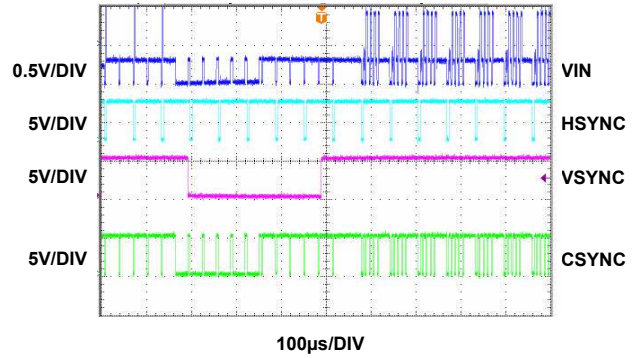 T
0.5V/DIV VIN
5V/DIV HSYNC
5V/DIV VSYNC
5V/DIV CSYNC
100µs/DIV